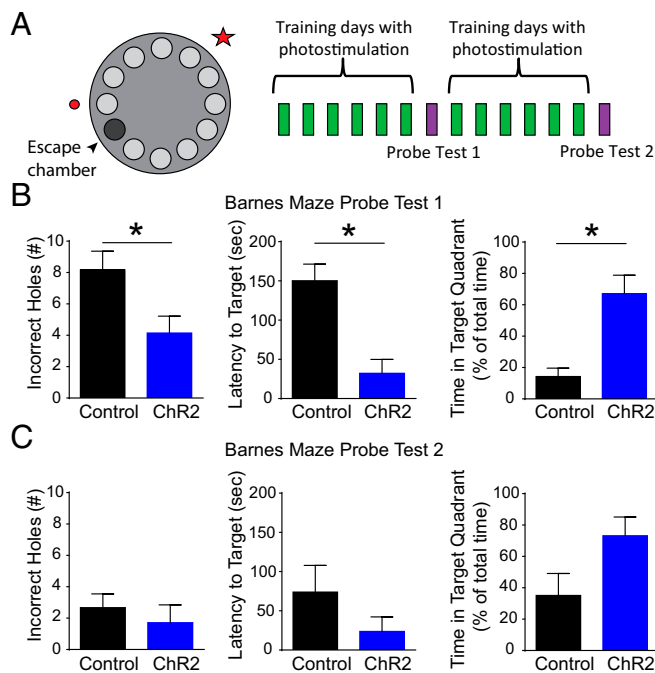 A
Training days with
photostimulation
Training days with
photostimulation
Escape
chamber
Probe Test 1
Probe Test 2
B
Barnes Maze Probe Test 1
Incorrect Holes (#)
10
8
6
4
2
0
*
Control
ChR2
Latency to Target (sec)
200
150
100
50
0
*
Control
ChR2
Time in Target Quadrant
(% of total time)
100
80
60
40
20
0
*
Control
ChR2
C
Barnes Maze Probe Test 2
Incorrect Holes (#)
10
8
6
4
2
0
Control
ChR2
Latency to Target (sec)
200
150
100
50
0
Control
ChR2
Time in Target Quadrant
(% of total time)
100
80
60
40
20
0
Control
ChR2